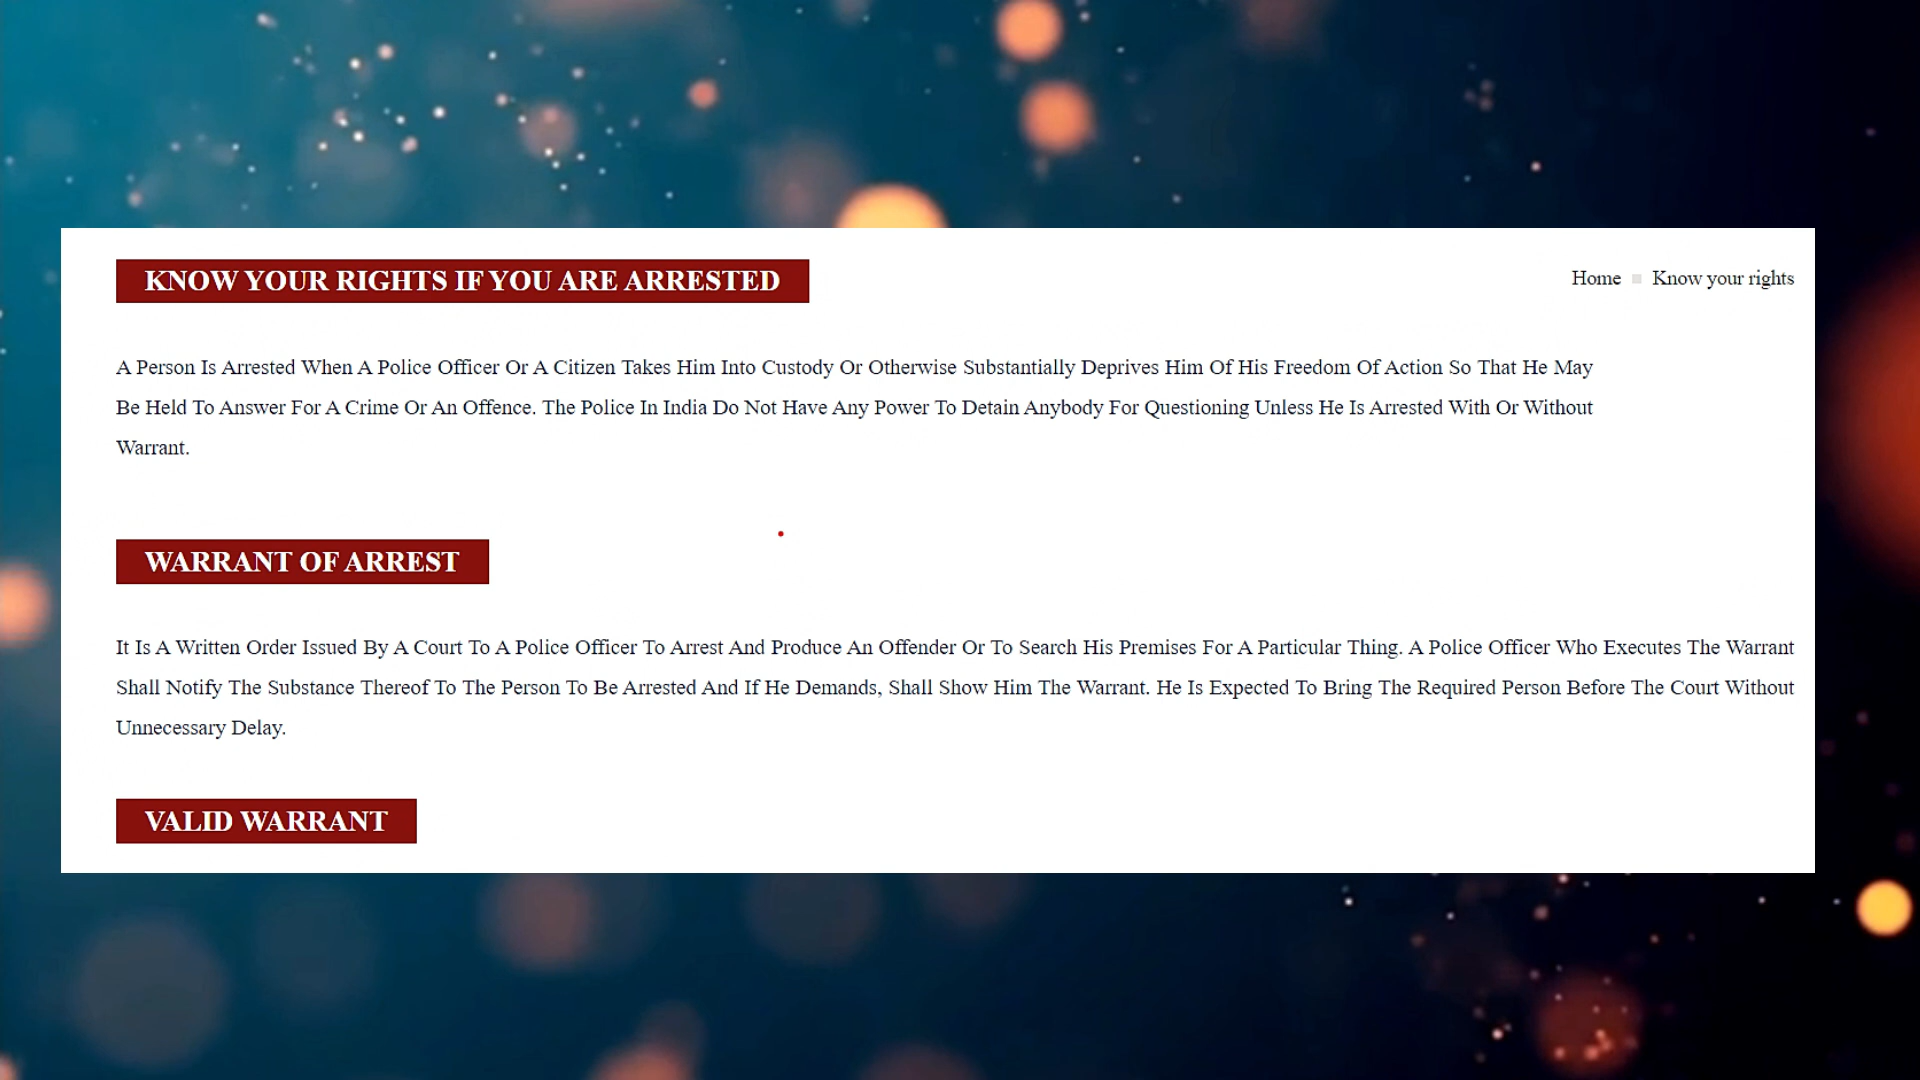 KNOW YOUR RIGHTS IF YOU ARE ARRESTED
Home Know your rights
A Person Is Arrested When A Police Officer Or A Citizen Takes Him Into Custody Or Otherwise Substantially Deprives Him Of His Freedom Of Action So That He May
Be Held To Answer For A Crime Or An Offence. The Police In India Do Not Have Any Power To Detain Anybody For Questioning Unless He Is Arrested With Or Without
Warrant.
WARRANT OF ARREST
It Is A Written Order Issued By A Court To A Police Officer To Arrest And Produce An Offender Or To Search His Premises For A Particular Thing. A Police Officer Who Executes The Warrant
Shall Notify The Substance Thereof To The Person To Be Arrested And If He Demands, Shall Show Him The Warrant. He Is Expected To Bring The Required Person Before The Court Without
Unnecessary Delay.
VALID WARRANT